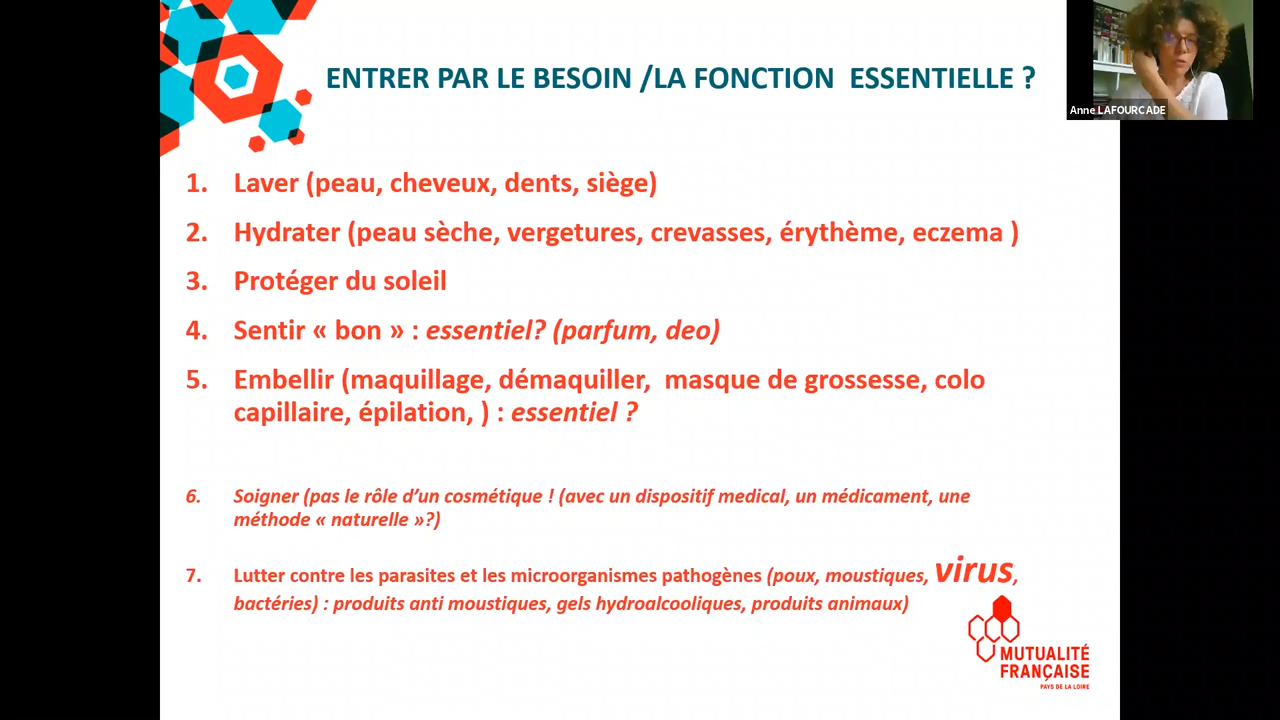 ENTRER PAR LE BESOIN /LA FONCTION  ESSENTIELLE ?
Anne LAFOURCADE
1. Laver (peau, cheveux, dents, siège)
2. Hydrater (peau sèche, vergetures, crevasses, érythème, eczema )
3. Protéger du soleil
4. Sentir « bon » : essentiel? (parfum, deo)
5. Embellir (maquillage, démaquiller,  masque de grossesse, colo
capillaire, épilation, ) : essentiel ?
6. Soigner (pas le rôle d'un cosmétique ! (avec un dispositif medical, un médicament, une
méthode « naturelle »?)
7. Lutter contre les parasites et les microorganismes pathogènes (poux, moustiques, virus,
bactéries) : produits anti moustiques, gels hydroalcooliques, produits animaux)
MUTUALITÉ
FRANÇAISE
PAYS DE LA LOIRE